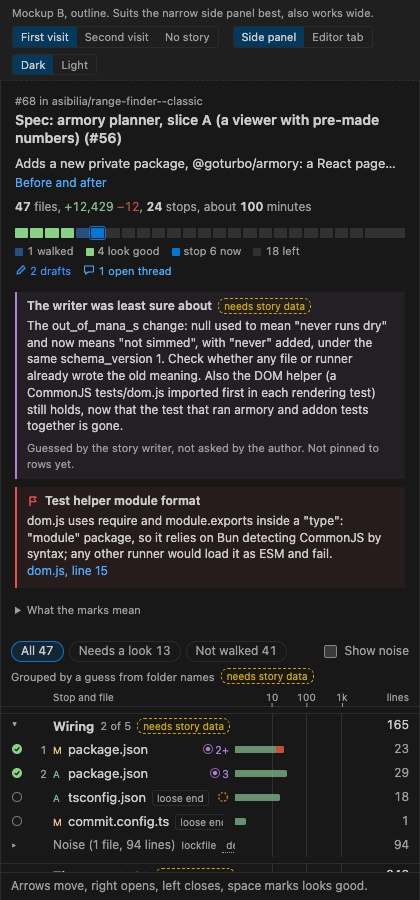 Mockup B, outline. Suits the narrow side panel best, also works wide.
First visit Second visit No story Side panel Editor tab
Dark Light
#68 in asibilia/range-finder--classic
Spec: armory planner, slice A (a viewer with pre-made
numbers) (#56)
Adds a new private package, @goturbo/armory: a React page...
Before and after
47 files, +12,429 −12, 24 stops, about 100 minutes
1 walked 4 look good stop 6 now 18 left
2 drafts 1 open thread
The writer was least sure about needs story data
The out_of_mana_s change: null used to mean "never runs dry"
and now means "not simmed", with "never" added, under the
same schema_version 1. Check whether any file or runner
already wrote the old meaning. Also the DOM helper (a
CommonJS tests/dom.js imported first in each rendering test)
still holds, now that the test that ran armory and addon tests
together is gone.
Guessed by the story writer, not asked by the author. Not pinned to
rows yet.
Test helper module format
dom.js uses require and module.exports inside a "type":
"module" package, so it relies on Bun detecting CommonJS by
syntax; any other runner would load it as ESM and fail.
dom.js, line 15
What the marks mean
All 47 Needs a look 13 Not walked 41 Show noise
Grouped by a guess from folder names needs story data
Stop and file 10 100 1k lines
Wiring 2 of 5 needs story data 165
1 M package.json 2+ 23
2 A package.json 3 29
A tsconfig.json loose end 18
M commit.config.ts loose end 1
Noise (1 file, 94 lines) lockfile 94
Arrows move, right opens, left closes, space marks looks good.